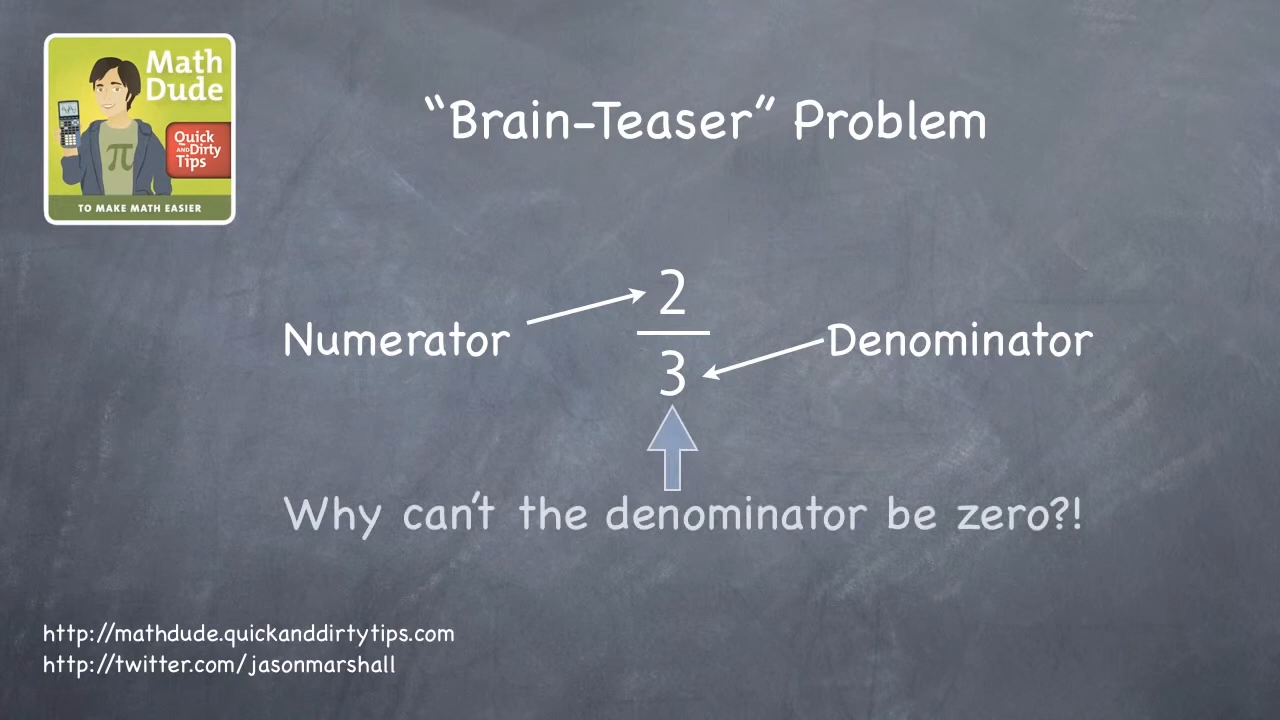 Math
Dude
Quick
AND Dirty
Tips
TO MAKE MATH EASIER
π
“Brain-Teaser” Problem
2
Numerator
Denominator
3
Why can't the denominator be zero?!
http://mathdude.quickanddirtytips.com
http://twitter.com/jasonmarshall